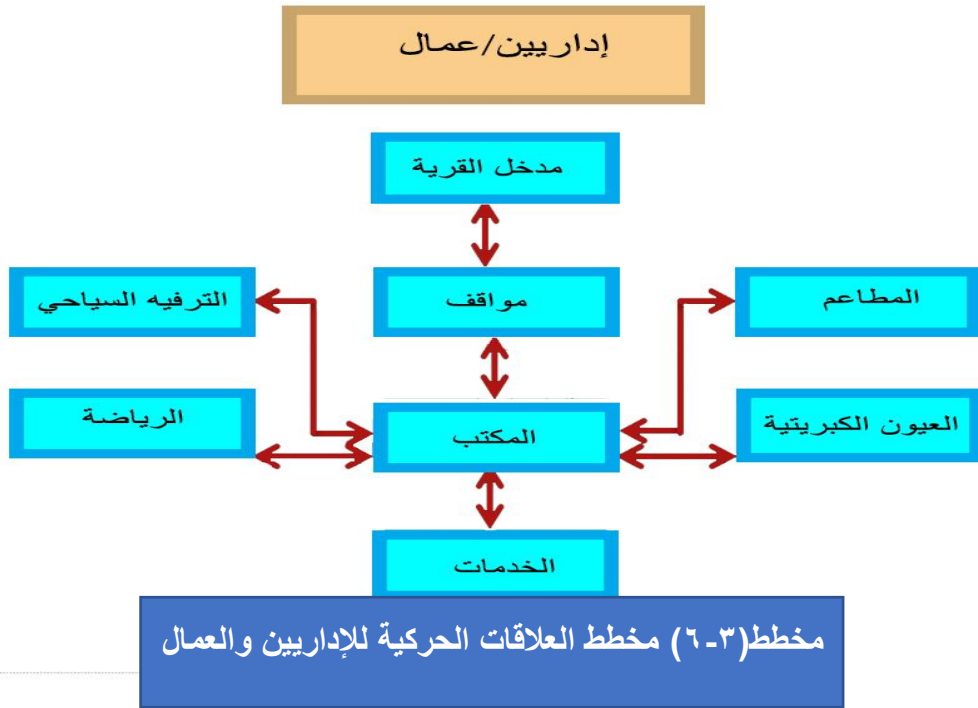 إداريين/عمال
مدخل القرية
المطاعم
مواقف
الترفيه السياحي
العيون الكبريتية
المكتب
الرياضة
الخدمات
مخطط(٣-٦) مخطط العلاقات الحركية للإداريين والعمال